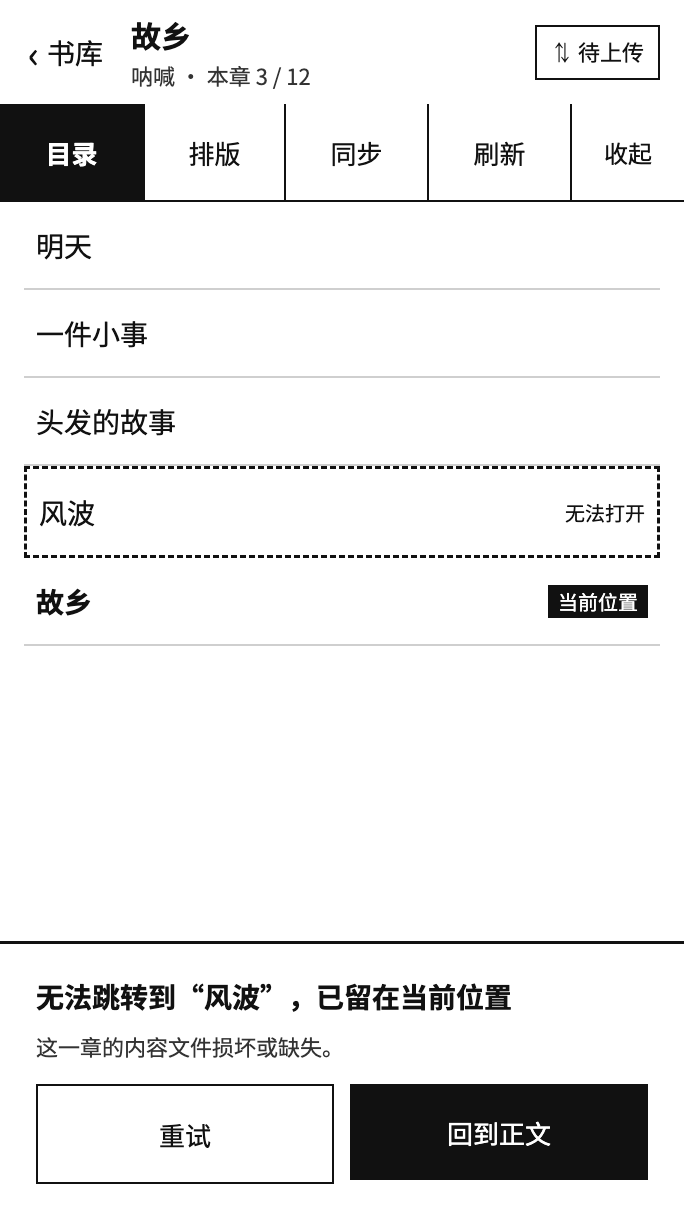 ‹ 书库
故乡
呐喊 · 本章 3 / 12
⇅ 待上传
目录
排版
同步
刷新
收起
明天
一件小事
头发的故事
风波
无法打开
故乡
当前位置
无法跳转到“风波”，已留在当前位置
这一章的内容文件损坏或缺失。
重试
回到正文